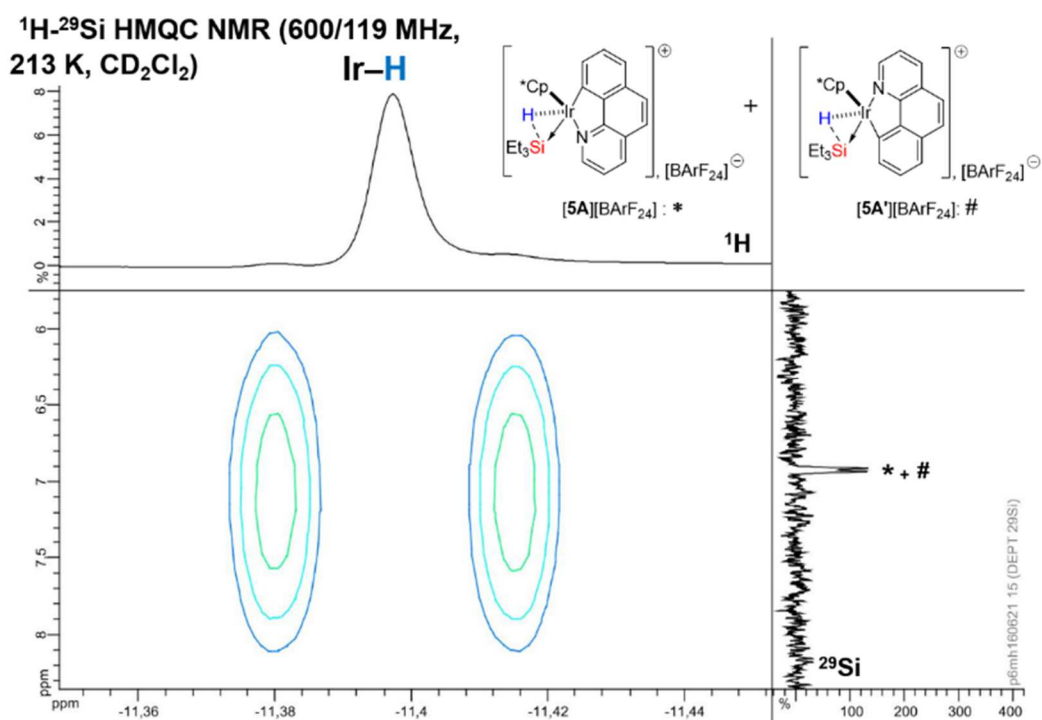 ¹H-²⁹Si HMQC NMR (600/119 MHz,
213 K, CD₂Cl₂)
Ir–H
*Cp
H
Ir
Et₃Si
N
⊕
, [BArF₂₄]
⊖
[5A][BArF₂₄] : *
+
*Cp
N
H
Ir
Et₃Si
⊕
, [BArF₂₄]
⊖
[5A'][BArF₂₄]: #
¹H
8
6
4
2
0
%
6
6,5
7
7,5
8
ppm
* + #
²⁹Si
p6mh160621 15 (DEPT 29Si)
ppm
-11,36
-11,38
-11,4
-11,42
-11,44
%
100
200
300
400